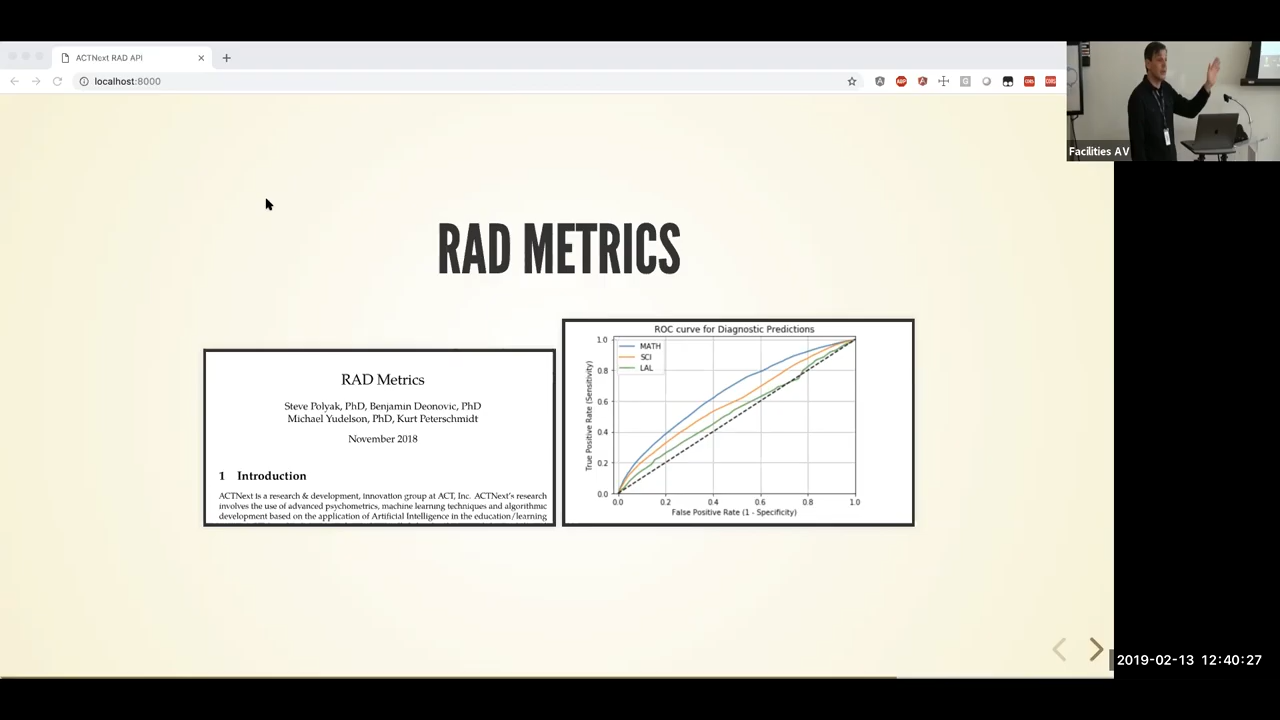 ACTNext RAD API
localhost:8000
Facilities AV
RAD METRICS
RAD Metrics
Steve Polyak, PhD, Benjamin Deonovic, PhD
Michael Yudelson, PhD, Kurt Peterschmidt
November 2018
1 Introduction
ACTNext is a research & development, innovation group at ACT, Inc. ACTNext's research
involves the use of advanced psychometrics, machine learning techniques and algorithmic
development based on the application of Artificial Intelligence in the education/learning
ROC curve for Diagnostic Predictions
MATH
SCI
LAL
True Positive Rate (Sensitivity)
1.0
0.8
0.6
0.4
0.2
0.0
0.0 0.2 0.4 0.6 0.8 1.0
False Positive Rate (1 - Specificity)
2019-02-13 12:40:27